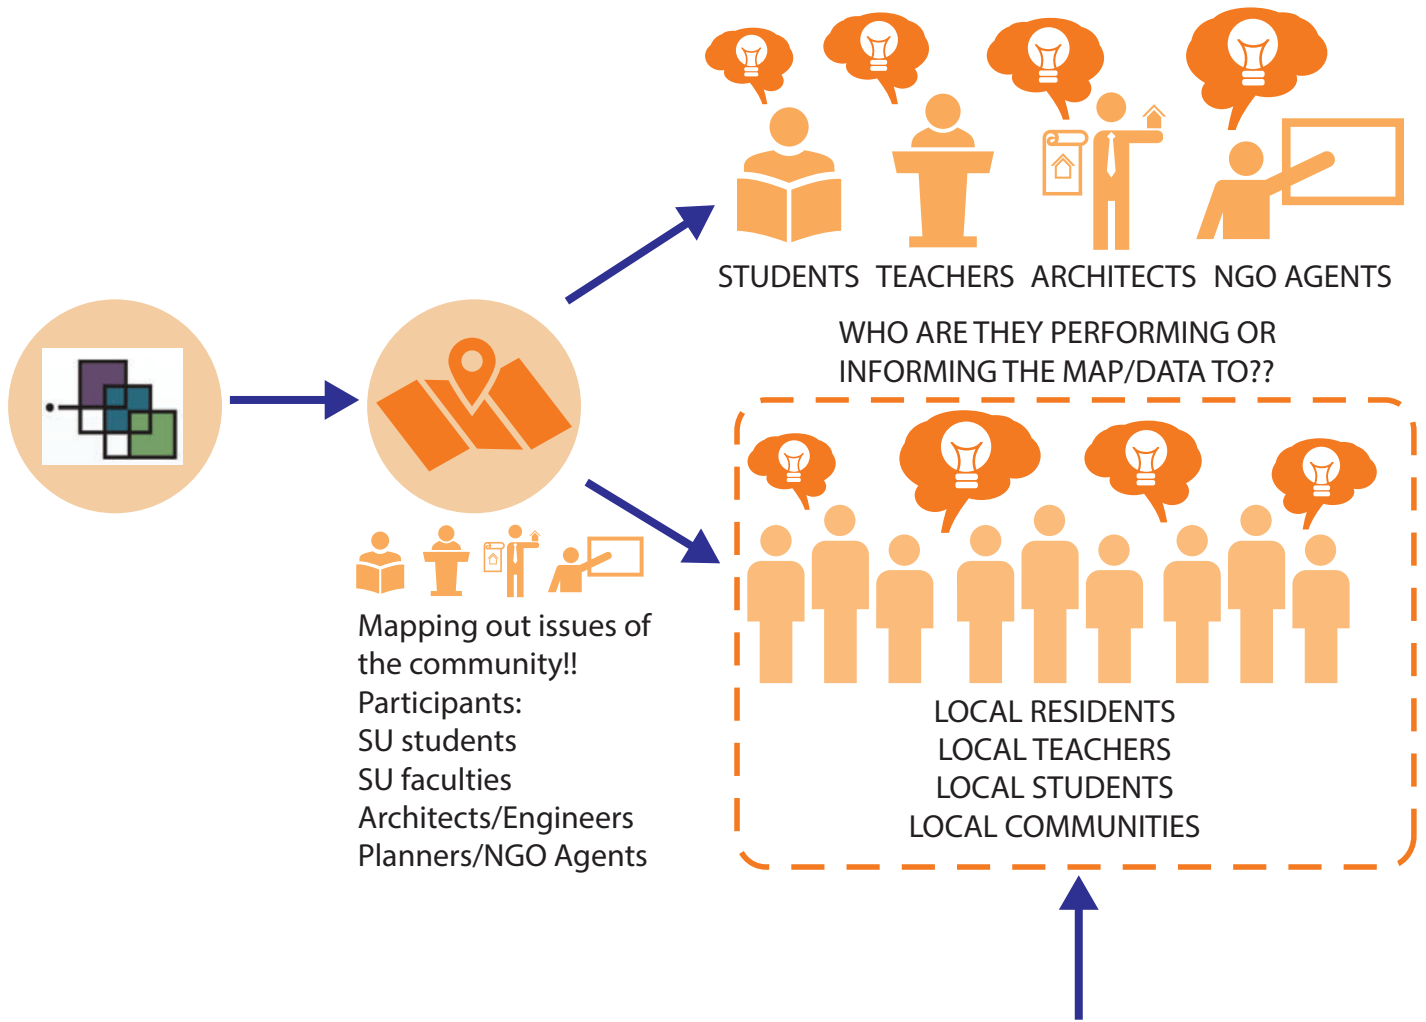 STUDENTS TEACHERS ARCHITECTS NGO AGENTS
WHO ARE THEY PERFORMING OR
INFORMING THE MAP/DATA TO??
Mapping out issues of
the community!!
Participants:
SU students
SU faculties
Architects/Engineers
Planners/NGO Agents
LOCAL RESIDENTS
LOCAL TEACHERS
LOCAL STUDENTS
LOCAL COMMUNITIES